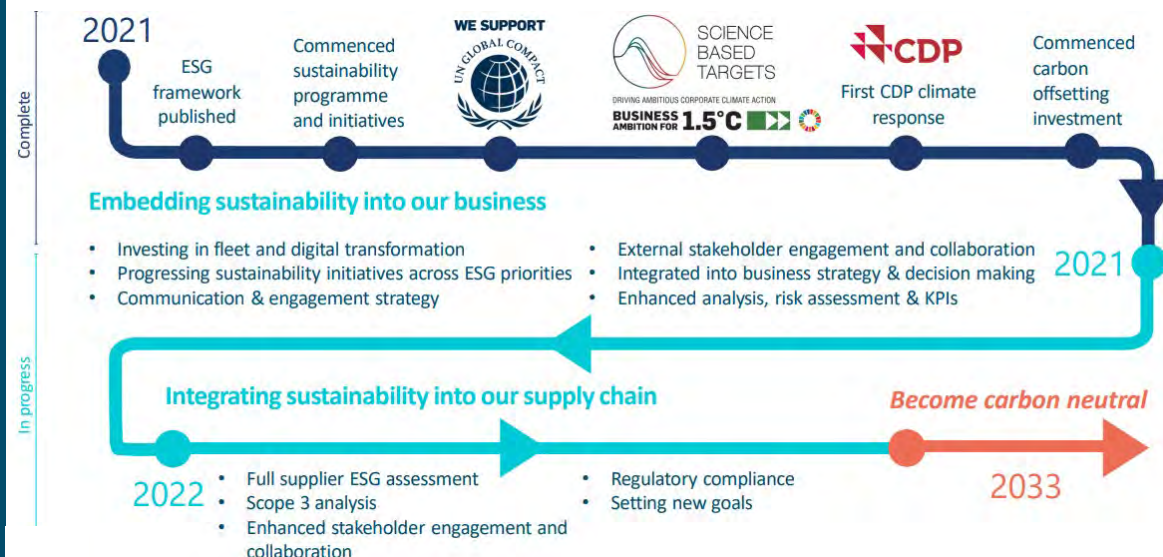 2021
ESG
framework
published
Commenced
sustainability
programme
and initiatives
WE SUPPORT
UN GLOBAL COMPACT
SCIENCE
BASED
TARGETS
DRIVING AMBITIOUS CORPORATE CLIMATE ACTION
BUSINESS
AMBITION FOR 1.5°C
CDP
First CDP climate
response
Commenced
carbon
offsetting
investment
Complete
Embedding sustainability into our business
• Investing in fleet and digital transformation
• Progressing sustainability initiatives across ESG priorities
• Communication & engagement strategy
• External stakeholder engagement and collaboration
• Integrated into business strategy & decision making
• Enhanced analysis, risk assessment & KPIs
2021
In progress
Integrating sustainability into our supply chain
Become carbon neutral
2022
• Full supplier ESG assessment
• Scope 3 analysis
• Enhanced stakeholder engagement and
collaboration
• Regulatory compliance
• Setting new goals
2033